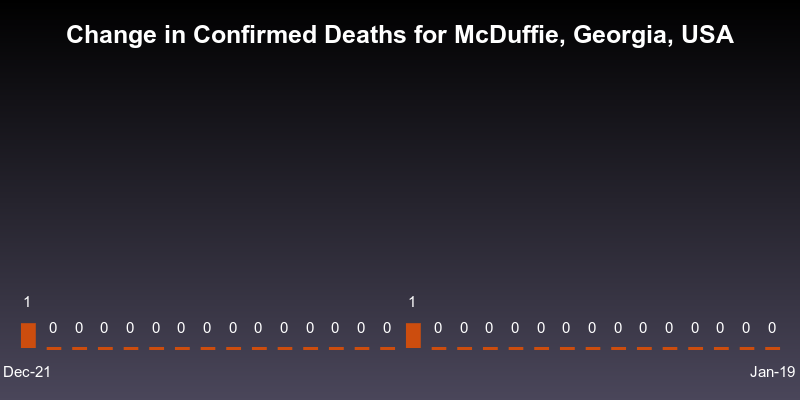 Change in Confirmed Deaths for McDuffie, Georgia, USA
1 1
0 0 0 0 0 0 0 0 0 0 0 0 0 0 0 0 0 0 0 0 0 0 0 0 0 0 0 0
Dec-21 Jan-19